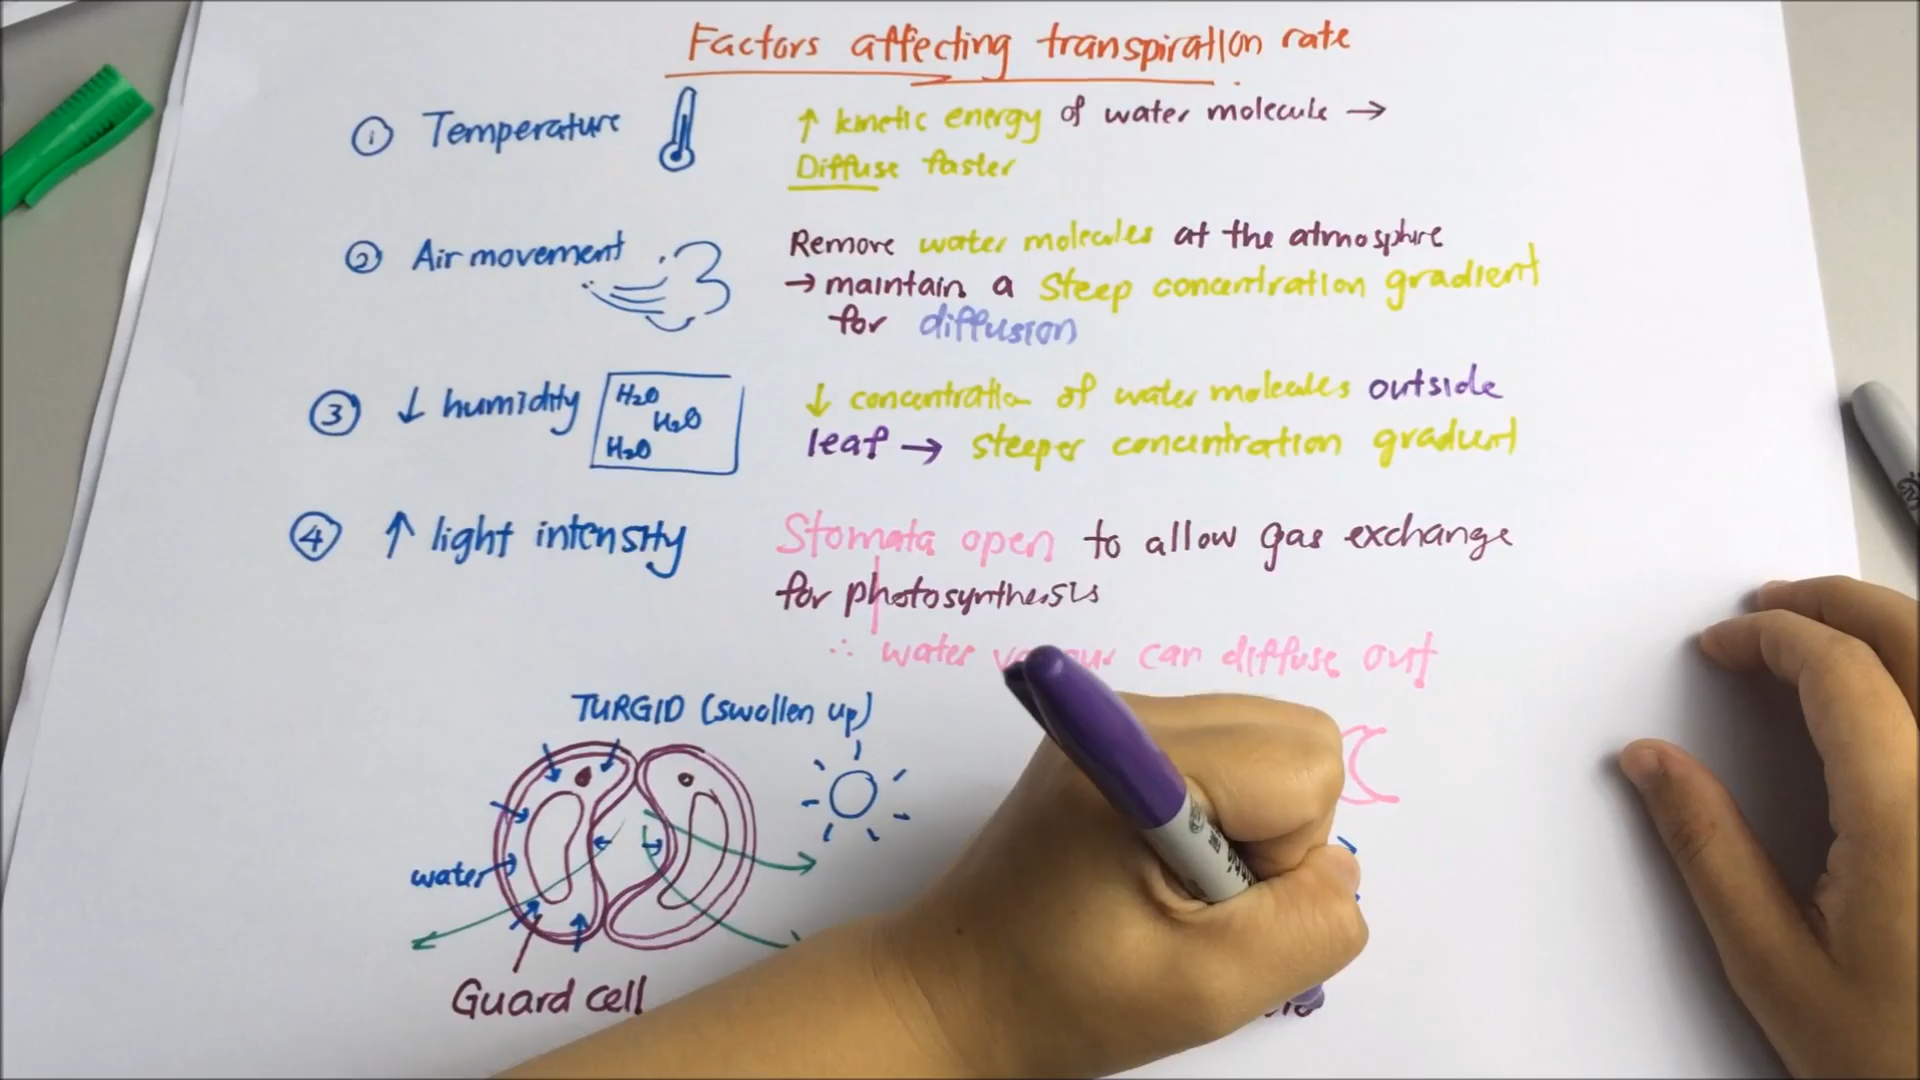 Factors affecting transpiration rate
① Temperature
↑ kinetic energy of water molecule →
Diffuse faster
② Air movement
Remove water molecules at the atmosphire
→ maintain a steep concentration gradient
for diffusion
③ ↓ humidity
H₂O
H₂O
H₂O
↓ concentration of water molecules outside
leaf → steeper concentration gradient
④ ↑ light intensity
Stomata open to allow gas exchange
for photosynthesis
∴ water can diffuse out
TURGID (swollen up)
water
Guard cell